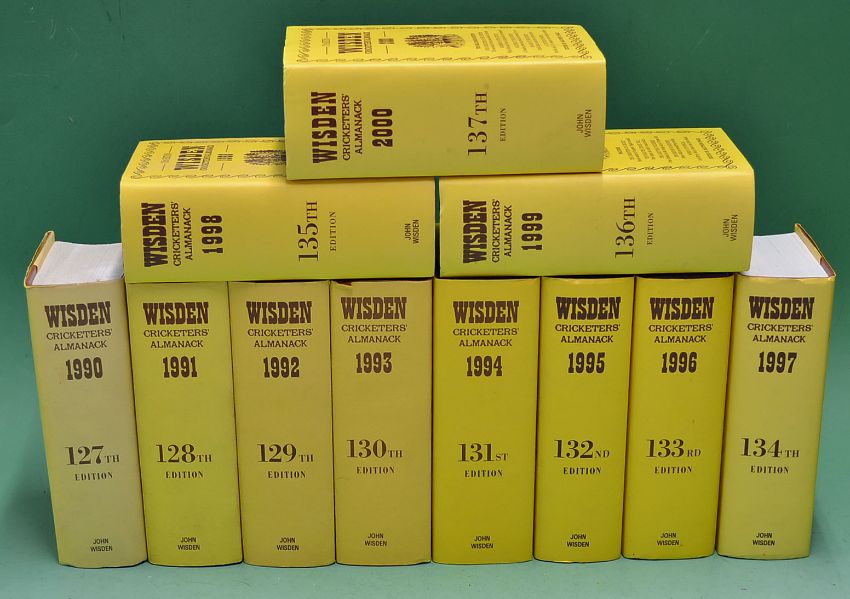 WISDEN
CRICKETERS'
ALMANACK
2000
137TH
EDITION
JOHN
WISDEN
WISDEN
WISDEN
CRICKETERS'
ALMANACK
1998
135TH
EDITION
JOHN
WISDEN
WISDEN
WISDEN
CRICKETERS'
ALMANACK
1999
136TH
EDITION
JOHN
WISDEN
WISDEN
CRICKETERS'
ALMANACK
1990
127TH
EDITION
JOHN
WISDEN
WISDEN
CRICKETERS'
ALMANACK
1991
128TH
EDITION
JOHN
WISDEN
WISDEN
CRICKETERS'
ALMANACK
1992
129TH
EDITION
JOHN
WISDEN
WISDEN
CRICKETERS'
ALMANACK
1993
130TH
EDITION
JOHN
WISDEN
WISDEN
CRICKETERS'
ALMANACK
1994
131ST
EDITION
JOHN
WISDEN
WISDEN
CRICKETERS'
ALMANACK
1995
132ND
EDITION
JOHN
WISDEN
WISDEN
CRICKETERS'
ALMANACK
1996
133RD
EDITION
JOHN
WISDEN
WISDEN
CRICKETERS'
ALMANACK
1997
134TH
EDITION
JOHN
WISDEN